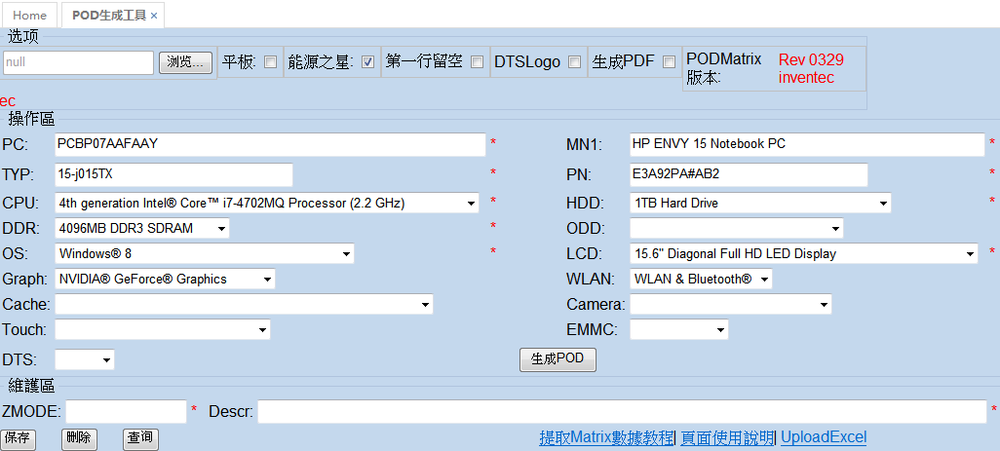 Home POD生成工具 ×
选项
null 浏览... 平板: 能源之星: 第一行留空 DTSLogo 生成PDF PODMatrix 版本: Rev 0329 inventec
ec
操作區
PC: PCBP07AAFAAY * MN1: HP ENVY 15 Notebook PC *
TYP: 15-j015TX * PN: E3A92PA#AB2 *
CPU: 4th generation Intel® Core™ i7-4702MQ Processor (2.2 GHz) * HDD: 1TB Hard Drive *
DDR: 4096MB DDR3 SDRAM * ODD:
OS: Windows® 8 * LCD: 15.6" Diagonal Full HD LED Display *
Graph: NVIDIA® GeForce® Graphics WLAN: WLAN & Bluetooth®
Cache: Camera:
Touch: EMMC:
DTS: 生成POD
維護區
ZMODE: * Descr: *
保存 刪除 查询 提取Matrix數據教程| 頁面使用說明| UploadExcel